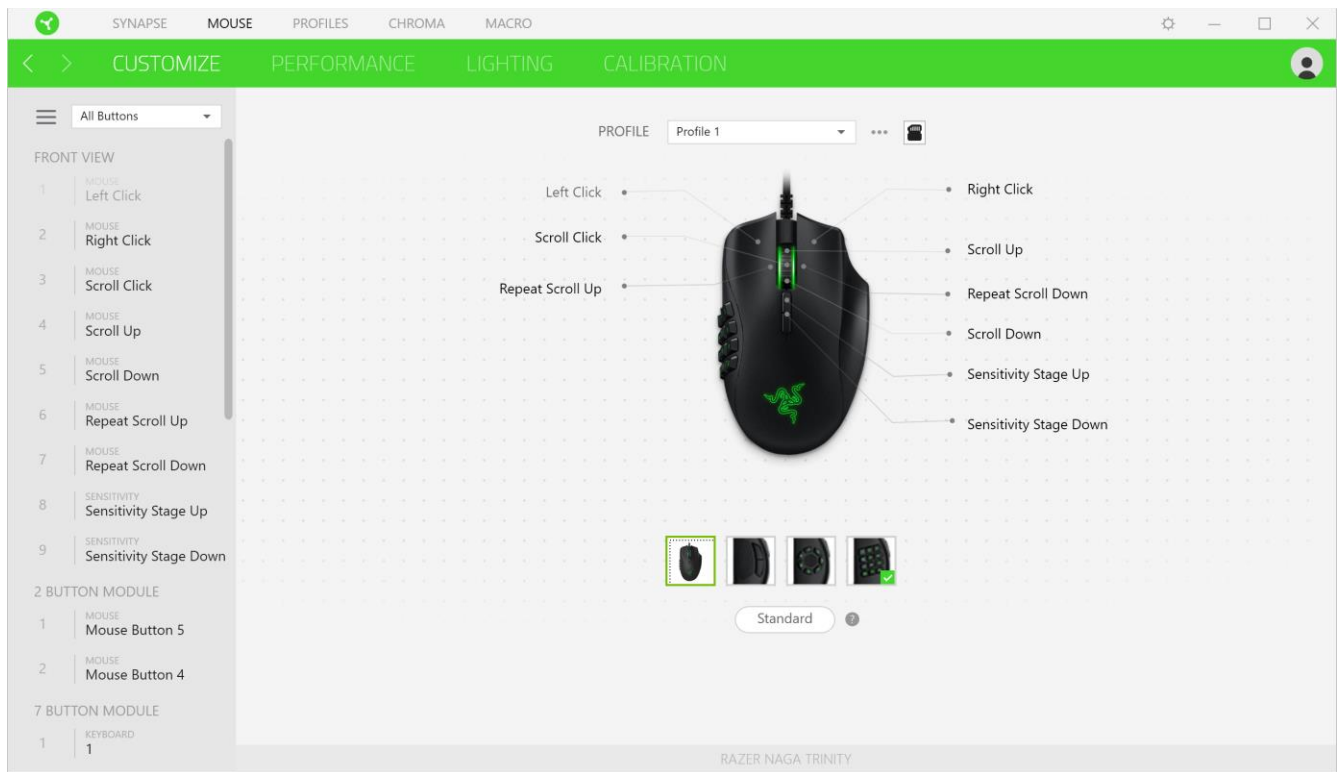 SYNAPSE MOUSE PROFILES CHROMA MACRO
CUSTOMIZE PERFORMANCE LIGHTING CALIBRATION
All Buttons
FRONT VIEW
1 MOUSE
Left Click
2 MOUSE
Right Click
3 MOUSE
Scroll Click
4 MOUSE
Scroll Up
5 MOUSE
Scroll Down
6 MOUSE
Repeat Scroll Up
7 MOUSE
Repeat Scroll Down
8 SENSITIVITY
Sensitivity Stage Up
9 SENSITIVITY
Sensitivity Stage Down
2 BUTTON MODULE
1 MOUSE
Mouse Button 5
2 MOUSE
Mouse Button 4
7 BUTTON MODULE
1 KEYBOARD
1
PROFILE Profile 1
Left Click
Scroll Click
Repeat Scroll Up
Right Click
Scroll Up
Repeat Scroll Down
Scroll Down
Sensitivity Stage Up
Sensitivity Stage Down
Standard ?
RAZER NAGA TRINITY